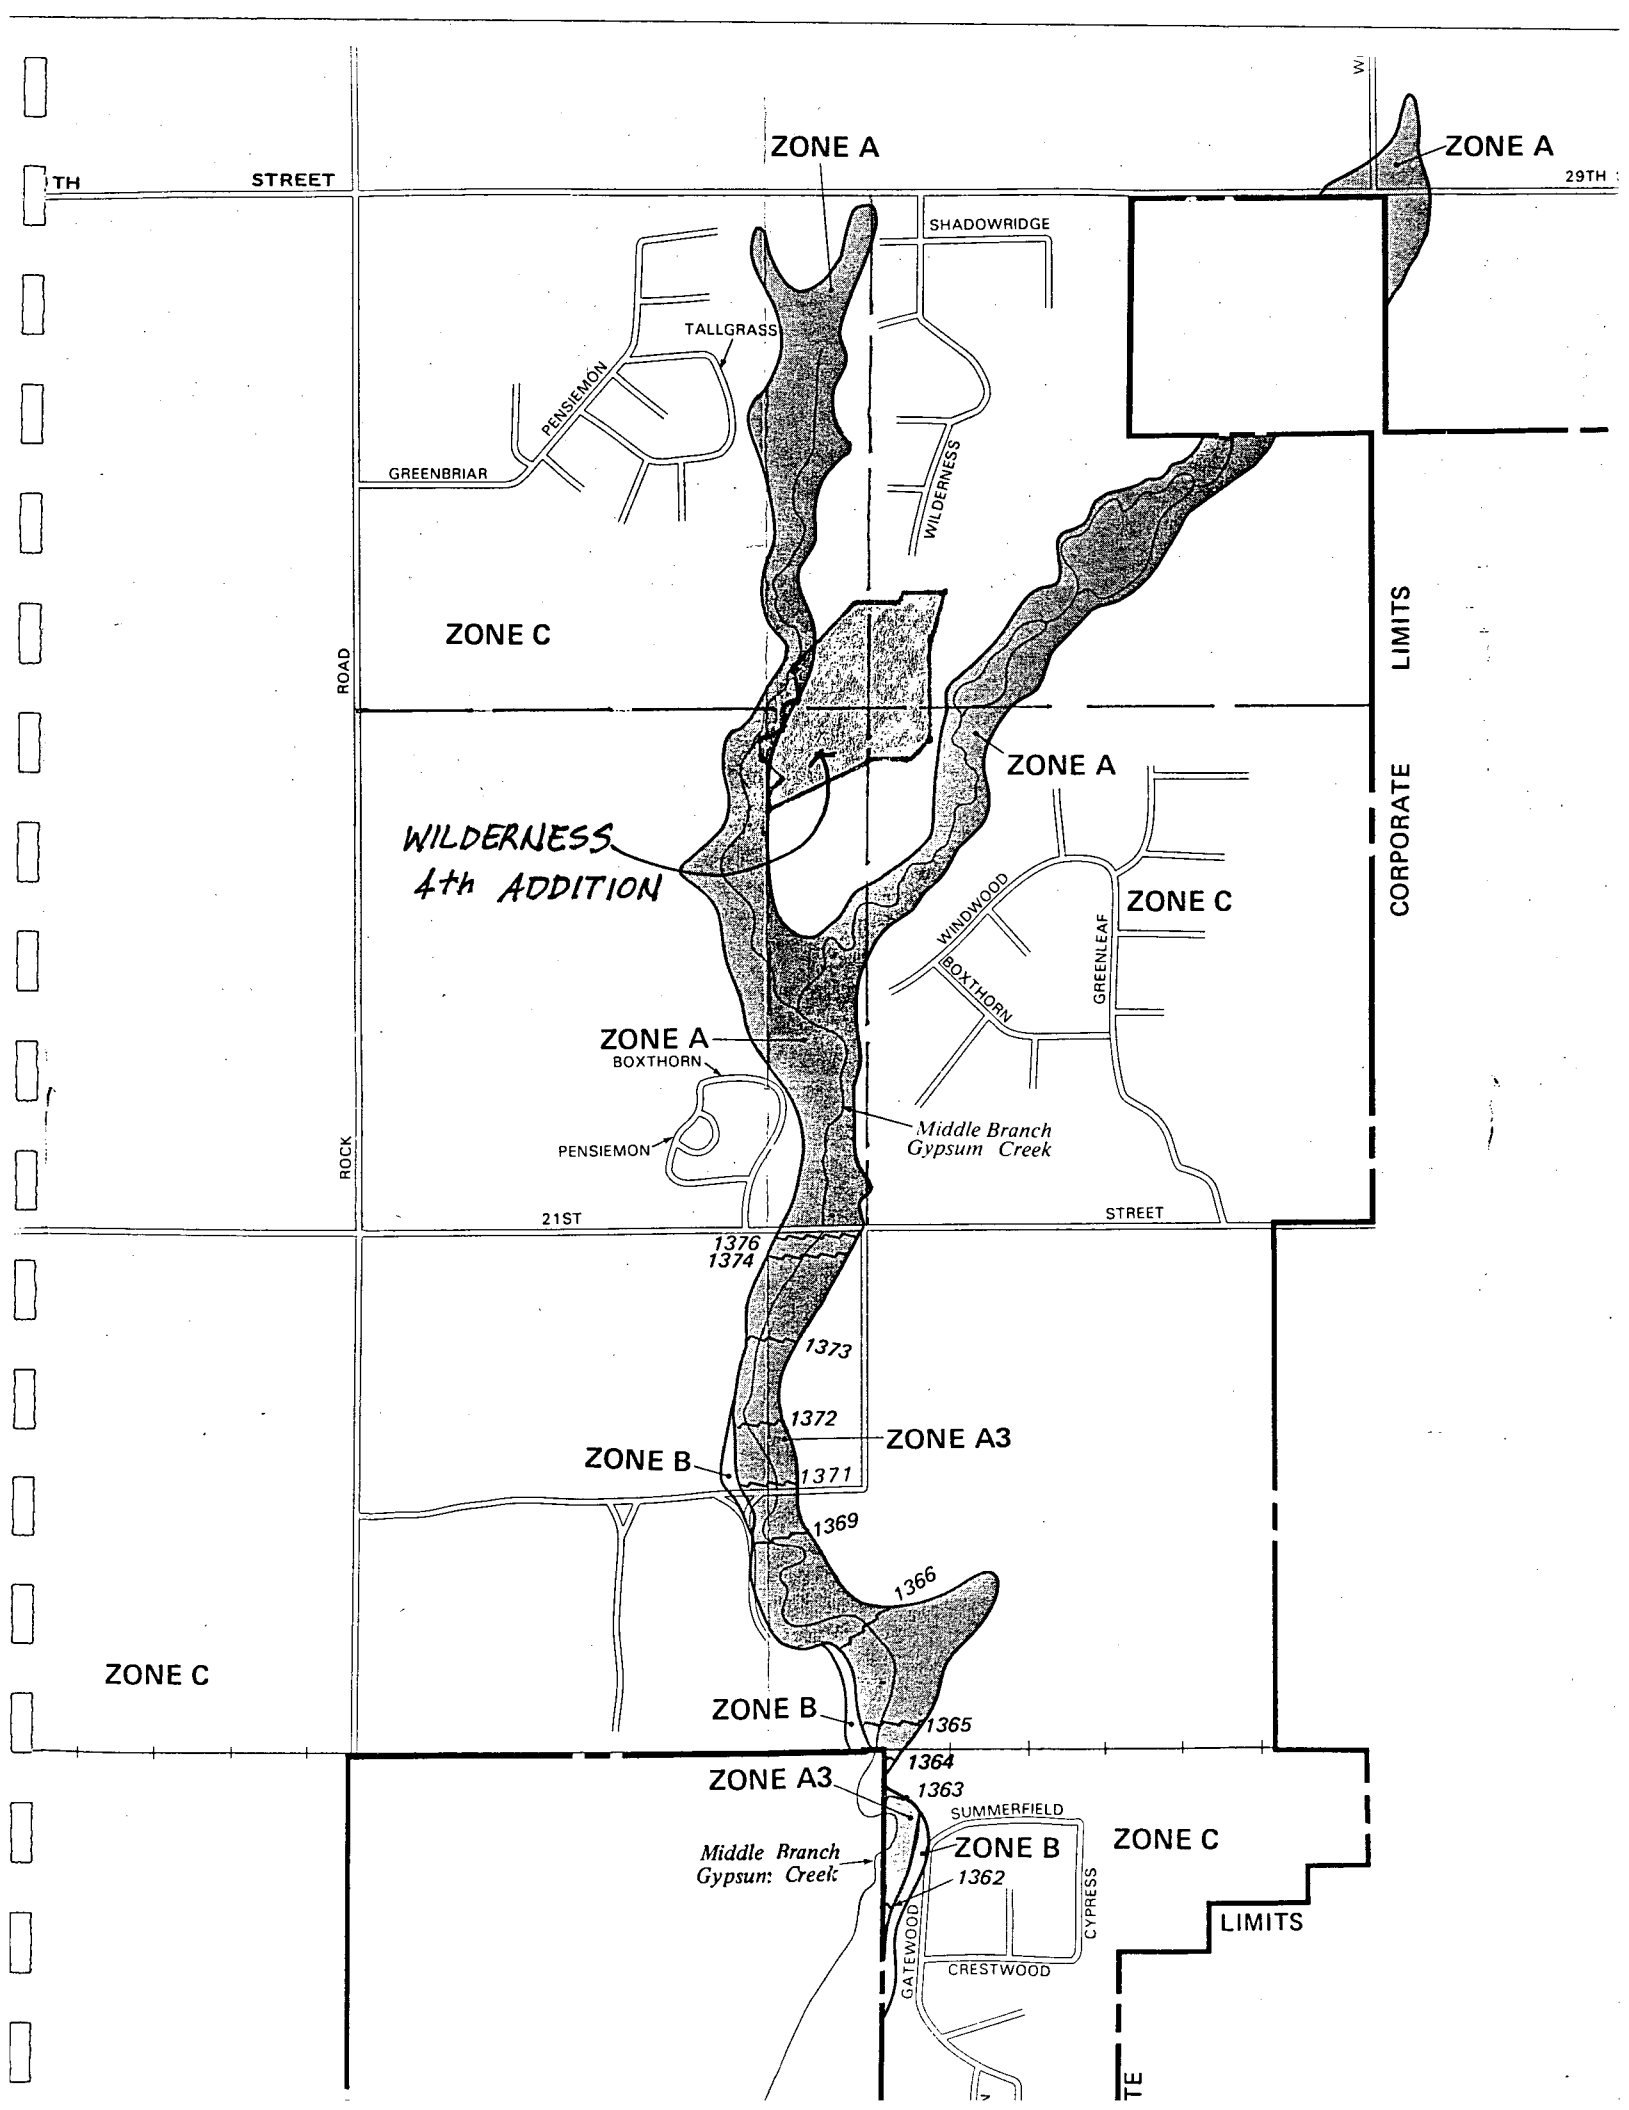 ZONE A
ZONE A
TH
STREET
29TH
SHADOWRIDGE
TALLGRASS
PENSIEMON
GREENBRIAR
WILDERNESS
ZONE C
ROAD
LIMITS
ZONE A
WILDERNESS
4th ADDITION
CORPORATE
WINDWOOD
ZONE C
GREENLEAF
BOXTHORN
ZONE A
BOXTHORN
Middle Branch
Gypsum Creek
PENSIEMON
ROCK
21ST
STREET
1376
1374
1373
1372
ZONE A3
ZONE B
1371
1369
1366
ZONE C
ZONE B
1365
1364
ZONE A3
1363
SUMMERFIELD
ZONE C
ZONE B
Middle Branch
Gypsum Creek
1362
CYPRESS
LIMITS
GATEWOOD
CRESTWOOD
TE